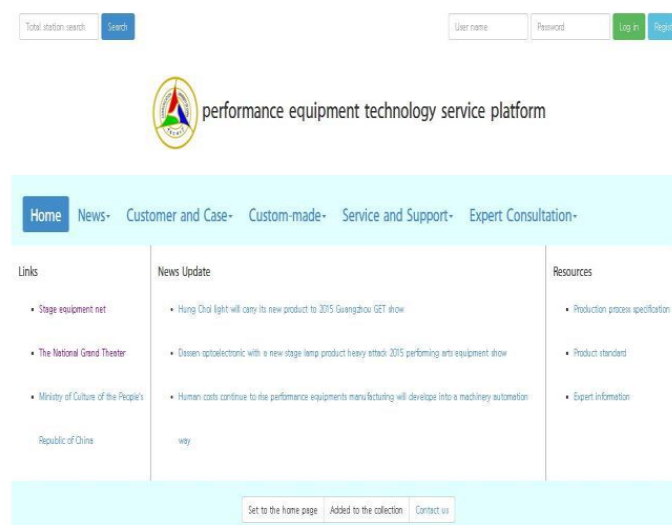 Total station search Search User name Password Log in Regist
performance equipment technology service platform
Home News Customer and Case Custom-made Service and Support Expert Consultation
Links
Stage equipment net
The National Grand Theater
Ministry of Culture of the People's
Republic of China
News Update
Hung Choi light will carry its new product to 2015 Guangzhou GET show
Dassen optoelectronic with a new stage lamp product heavy attack 2015 performing arts equipment show
Human costs continue to rise performance equipments manufacturing will develope into a machinery automation
way
Resources
Production process specification
Product standard
Expert information
Set to the home page Added to the collection Contact us